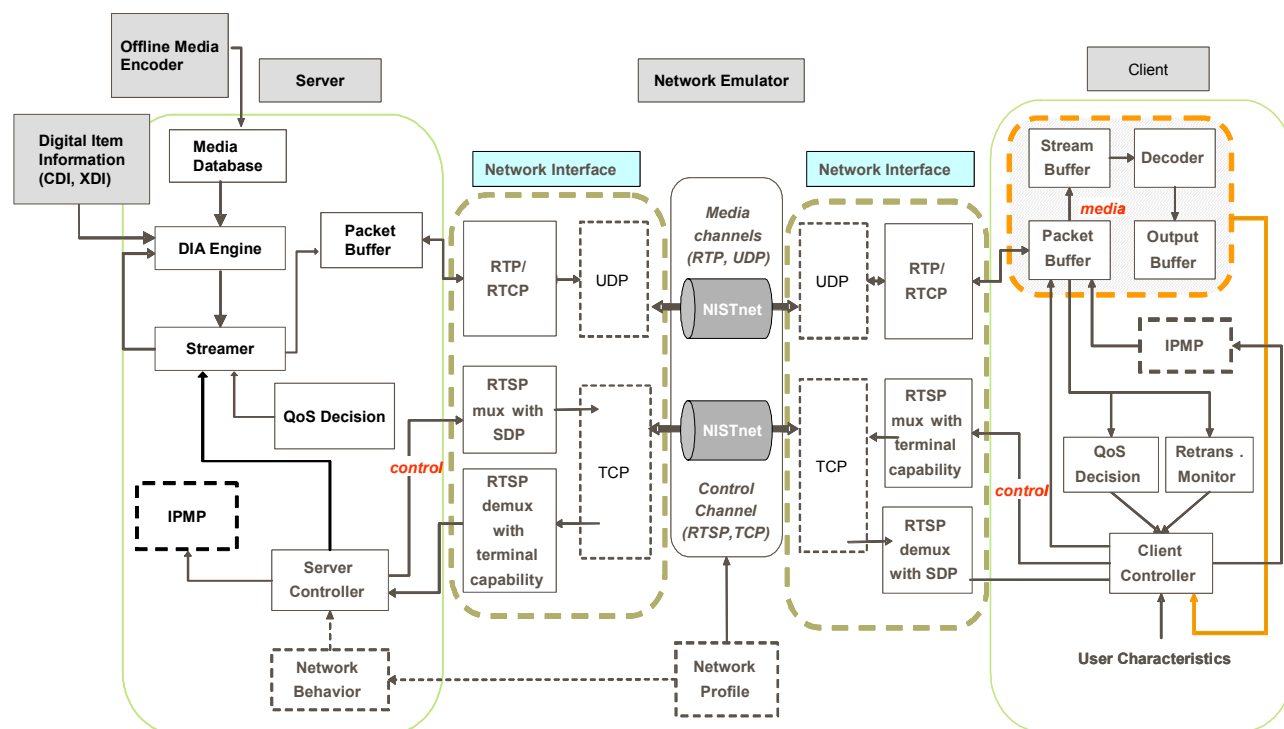 Offline Media
Encoder
Server
Network Emulator
Client
Digital Item
Information
(CDI, XDI)
Media
Database
DIA Engine
Streamer
Packet
Buffer
QoS Decision
IPMP
Server
Controller
Network
Behavior
control
Network Interface
RTP/
RTCP
UDP
RTSP
mux with
SDP
RTSP
demux
with
terminal
capability
TCP
Media
channels
(RTP, UDP)
NISTnet
NISTnet
Control
Channel
(RTSP,TCP)
Network
Profile
Network Interface
UDP
RTP/
RTCP
TCP
RTSP
mux with
terminal
capability
RTSP
demux
with SDP
control
Stream
Buffer
Decoder
media
Packet
Buffer
Output
Buffer
IPMP
QoS
Decision
Retrans .
Monitor
Client
Controller
User Characteristics